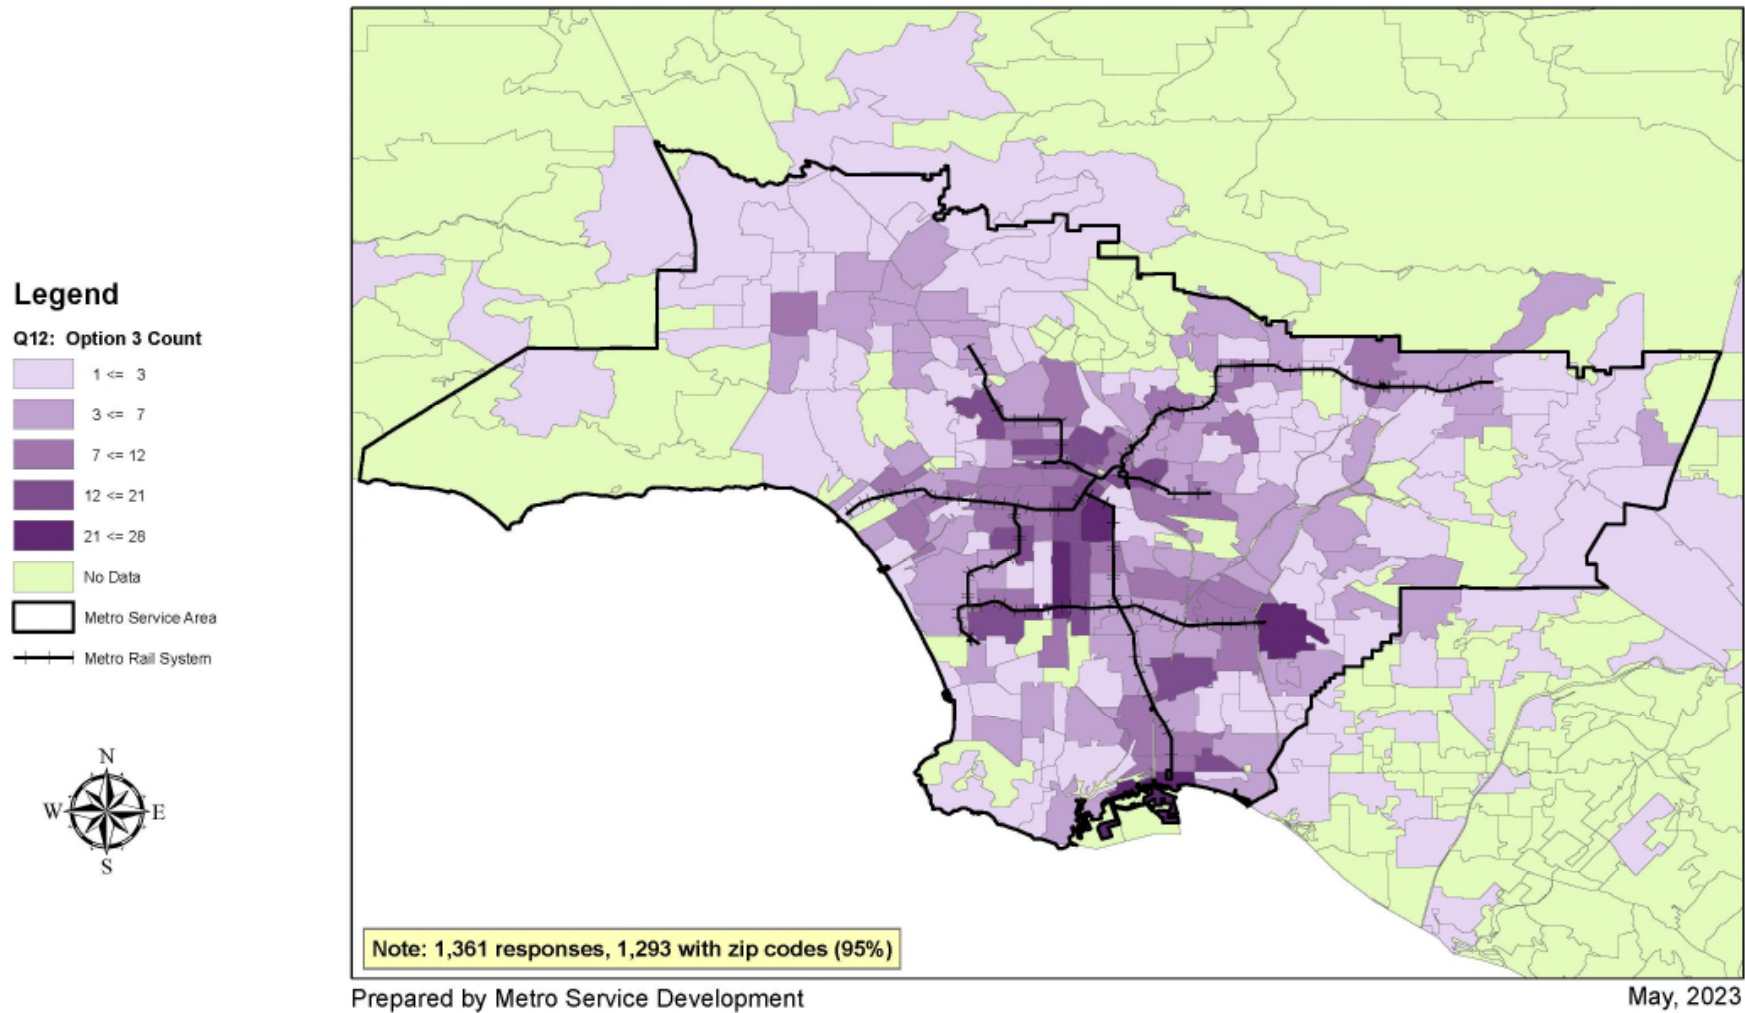 Legend
Q12: Option 3 Count
1 <= 3
3 <= 7
7 <= 12
12 <= 21
21 <= 28
No Data
Metro Service Area
Metro Rail System
N
W E
S
Note: 1,361 responses, 1,293 with zip codes (95%)
Prepared by Metro Service Development
May, 2023